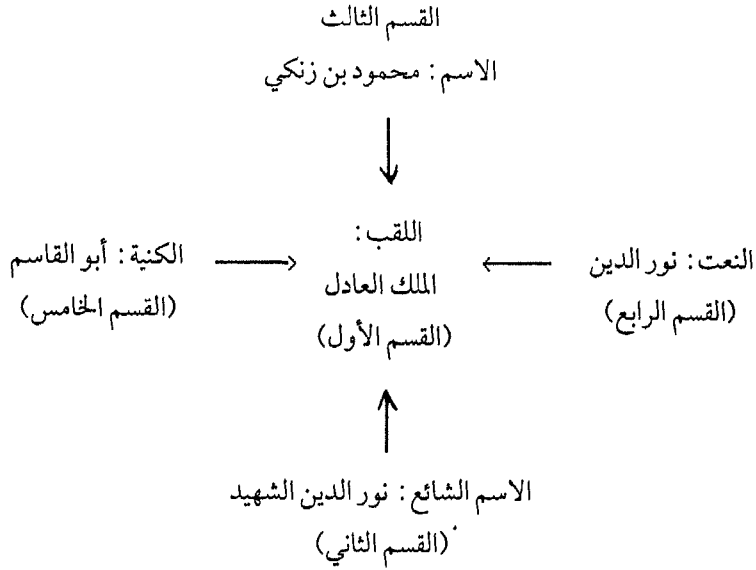 القسم الثالث
الاسم: محمود بن زنكي
اللقب:
الملك العادل
(القسم الأول)
النعت: نور الدين
(القسم الرابع)
الكنية: أبو القاسم
(القسم الخامس)
الاسم الشائع: نور الدين الشهيد
(القسم الثاني)